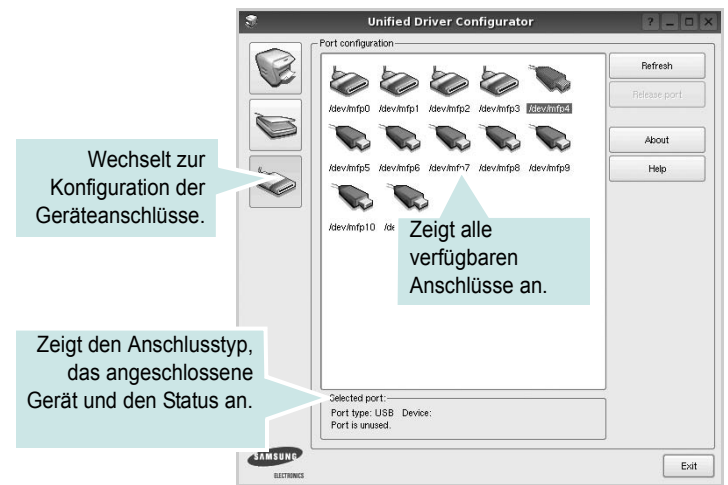 Unified Driver Configurator
Port configuration
Refresh
/dev/mfp0 /dev/mfp1 /dev/mfp2 /dev/mfp3 /dev/mfp4
Release port
About
Wechselt zur
Konfiguration der
Geräteanschlüsse.
/dev/mfp5 /dev/mfp6 /dev/mfp7 /dev/mfp8 /dev/mfp9
Help
/dev/mfp10
Zeigt alle
verfügbaren
Anschlüsse an.
Zeigt den Anschlusstyp,
das angeschlossene
Gerät und den Status an.
Selected port:
Port type: USB Device:
Port is unused.
SAMSUNG
ELECTRONICS
Exit